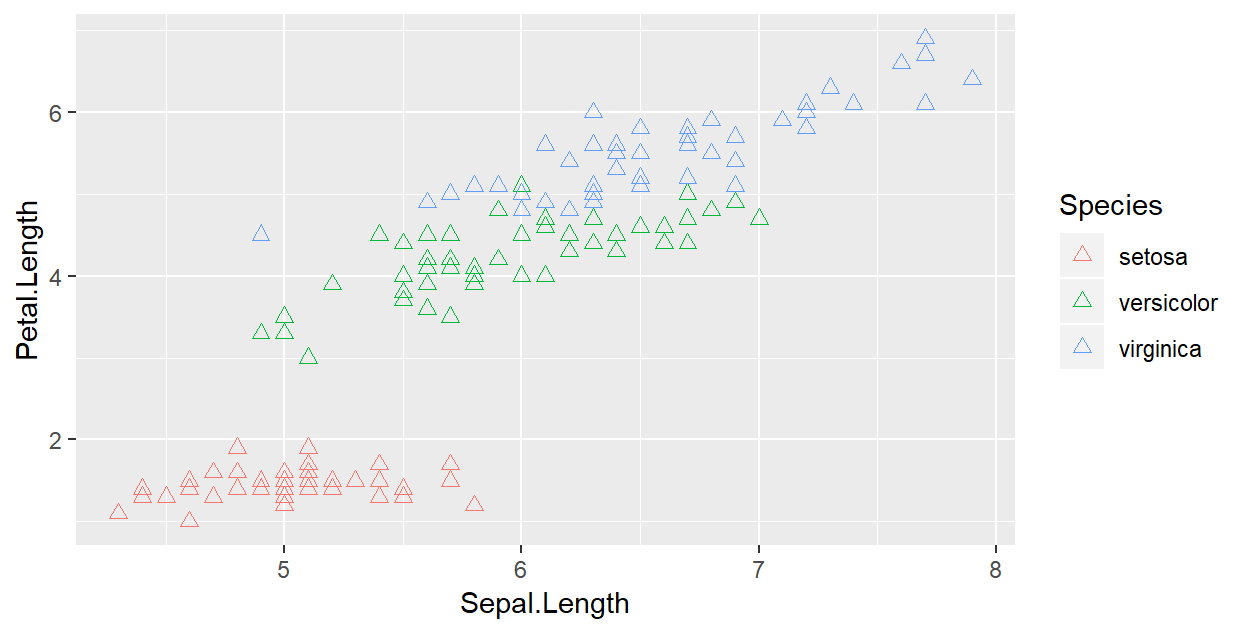 Petal.Length
6
4
2
5 6 7 8
Sepal.Length
Species
setosa
versicolor
virginica